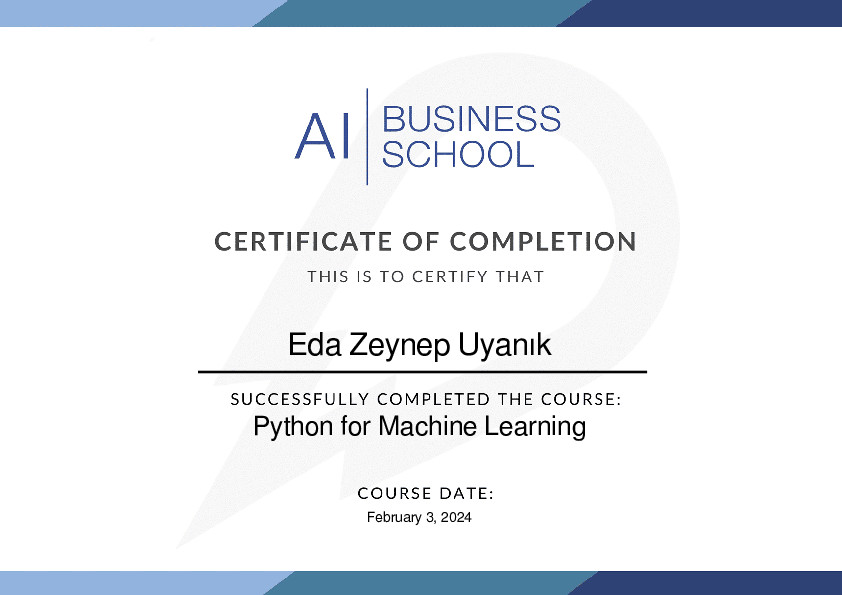 AI BUSINESS
SCHOOL
CERTIFICATE OF COMPLETION
THIS IS TO CERTIFY THAT
Eda Zeynep Uyanık
SUCCESSFULLY COMPLETED THE COURSE:
Python for Machine Learning
COURSE DATE:
February 3, 2024